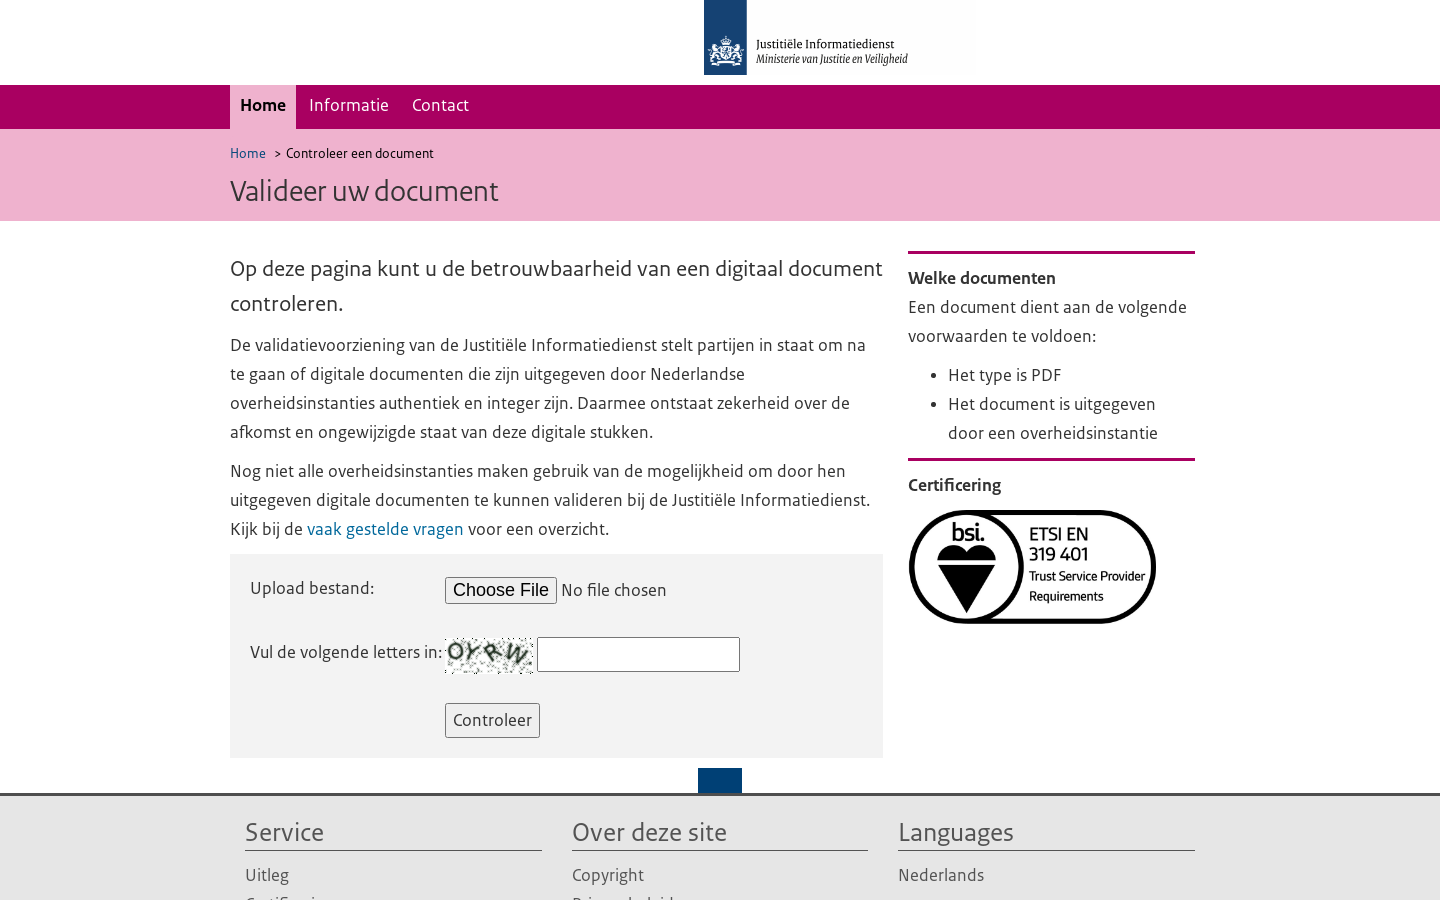 Justitiële Informatiedienst
Ministerie van Justitie en Veiligheid
Home Informatie Contact
Home > Controleer een document
Valideer uw document
Op deze pagina kunt u de betrouwbaarheid van een digitaal document
controleren.
De validatievoorziening van de Justitiële Informatiedienst stelt partijen in staat om na
te gaan of digitale documenten die zijn uitgegeven door Nederlandse
overheidsinstanties authentiek en integer zijn. Daarmee ontstaat zekerheid over de
afkomst en ongewijzigde staat van deze digitale stukken.
Nog niet alle overheidsinstanties maken gebruik van de mogelijkheid om door hen
uitgegeven digitale documenten te kunnen valideren bij de Justitiële Informatiedienst.
Kijk bij de vaak gestelde vragen voor een overzicht.
Upload bestand: Choose File No file chosen
Vul de volgende letters in: OYRW
Controleer
Welke documenten
Een document dient aan de volgende
voorwaarden te voldoen:
• Het type is PDF
• Het document is uitgegeven
door een overheidsinstantie
Certificering
bsi.
ETSI EN
319 401
Trust Service Provider
Requirements
Service
Uitleg
Over deze site
Copyright
Languages
Nederlands